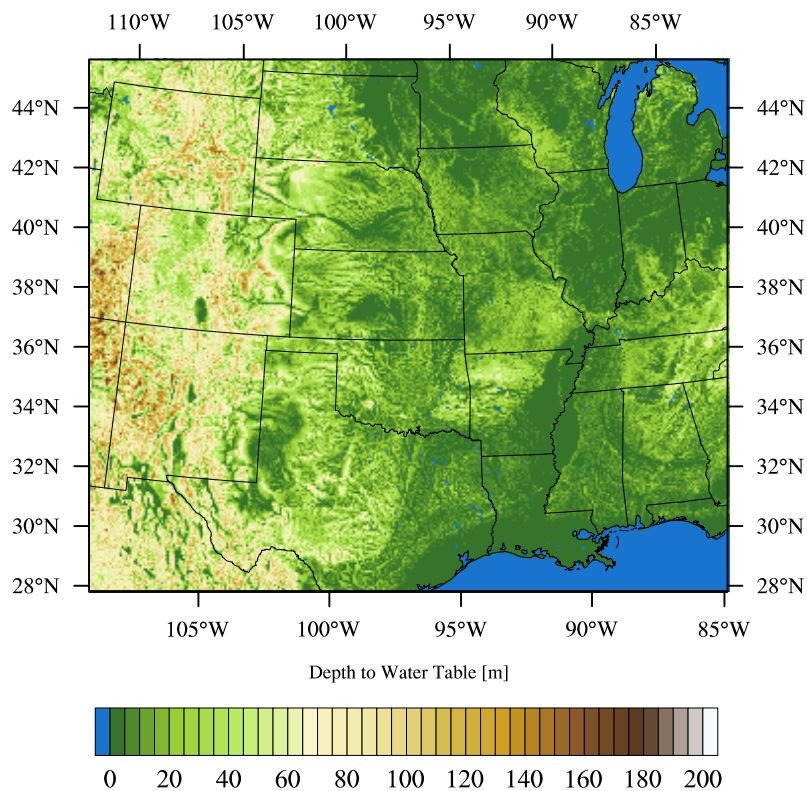 110°W 105°W 100°W 95°W 90°W 85°W
44°N 44°N
42°N 42°N
40°N 40°N
38°N 38°N
36°N 36°N
34°N 34°N
32°N 32°N
30°N 30°N
28°N 28°N
105°W 100°W 95°W 90°W 85°W
Depth to Water Table [m]
0 20 40 60 80 100 120 140 160 180 200